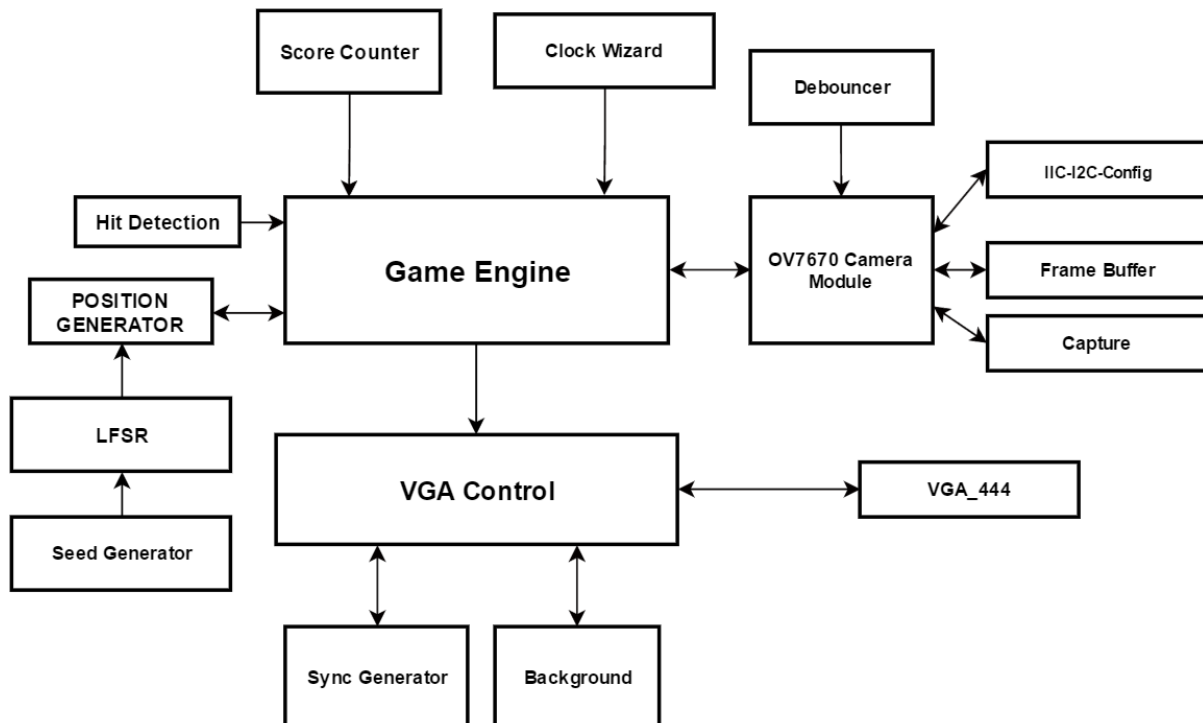 Score Counter
Clock Wizard
Debouncer
IIC-I2C-Config
Hit Detection
Game Engine
OV7670 Camera
Module
Frame Buffer
POSITION
GENERATOR
Capture
LFSR
VGA Control
VGA_444
Seed Generator
Sync Generator
Background